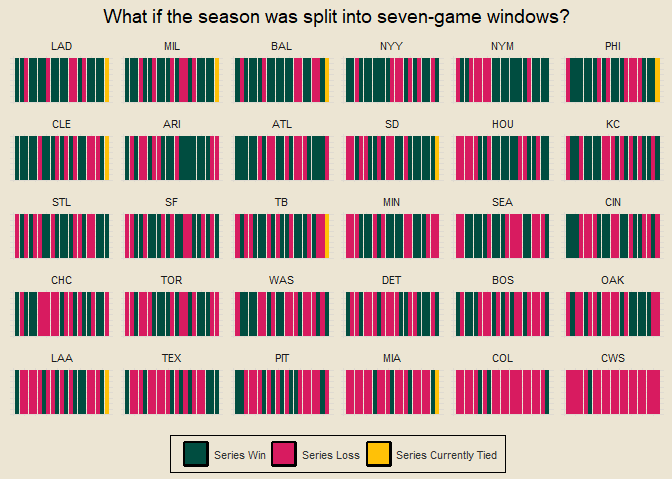 What if the season was split into seven-game windows?
LAD MIL BAL NYY NYM PHI
CLE ARI ATL SD HOU KC
STL SF TB MIN SEA CIN
CHC TOR WAS DET BOS OAK
LAA TEX PIT MIA COL CWS
Series Win Series Loss Series Currently Tied